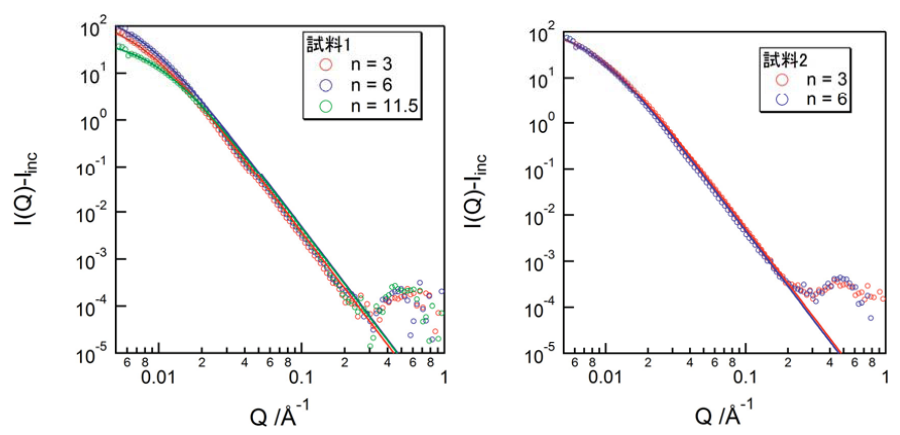 試料1
n = 3
n = 6
n = 11.5
I(Q)-Iinc
10²
10¹
10⁰
10⁻¹
10⁻²
10⁻³
10⁻⁴
10⁻⁵
6 8 2 4 6 8 2 4 6 8
0.01 0.1 1
Q /Å⁻¹
試料2
n = 3
n = 6
I(Q)-Iinc
10²
10¹
10⁰
10⁻¹
10⁻²
10⁻³
10⁻⁴
10⁻⁵
6 8 2 4 6 8 2 4 6 8
0.01 0.1 1
Q /Å⁻¹